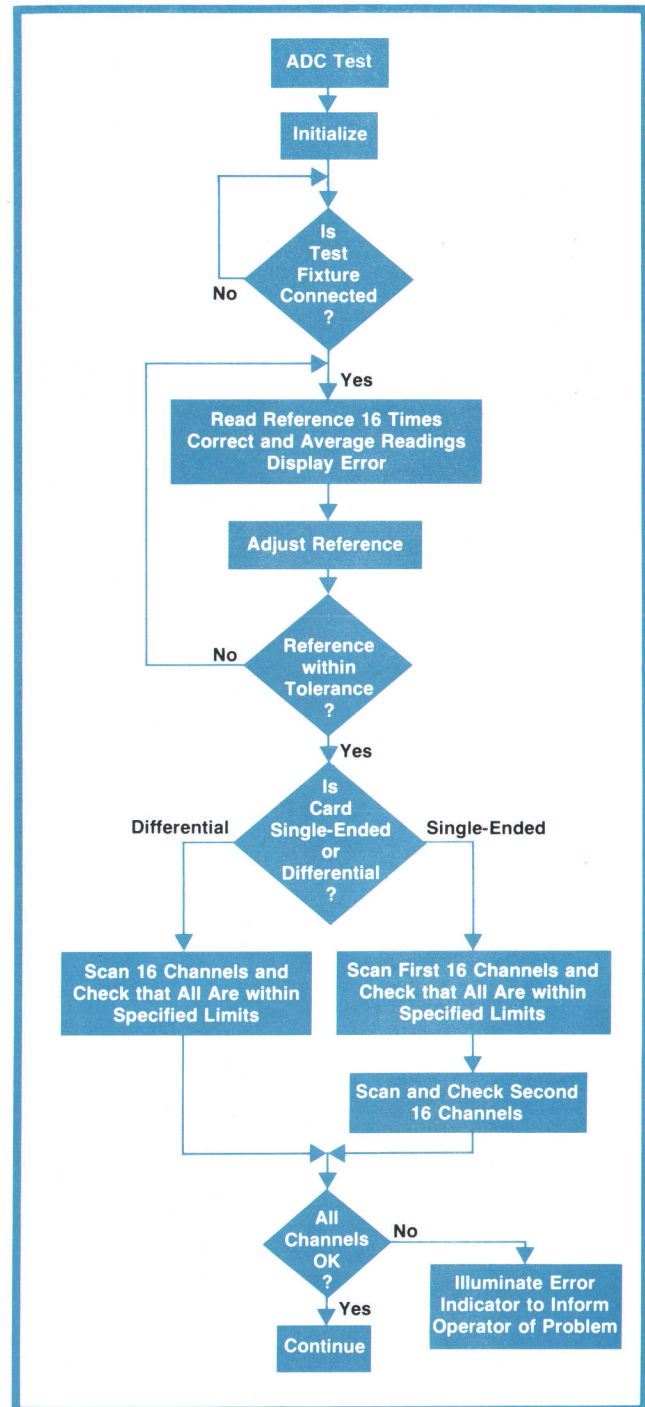 ADC Test
Initialize
Is
Test
Fixture
Connected
?
No
Yes
Read Reference 16 Times
Correct and Average Readings
Display Error
Adjust Reference
Reference
within
Tolerance
?
No
Yes
Is
Card
Single-Ended
or
Differential
?
Differential
Single-Ended
Scan 16 Channels and
Check that All Are within
Specified Limits
Scan First 16 Channels and
Check that All Are within
Specified Limits
Scan and Check Second
16 Channels
All
Channels
OK
?
No
Yes
Illuminate Error
Indicator to Inform
Operator of Problem
Continue